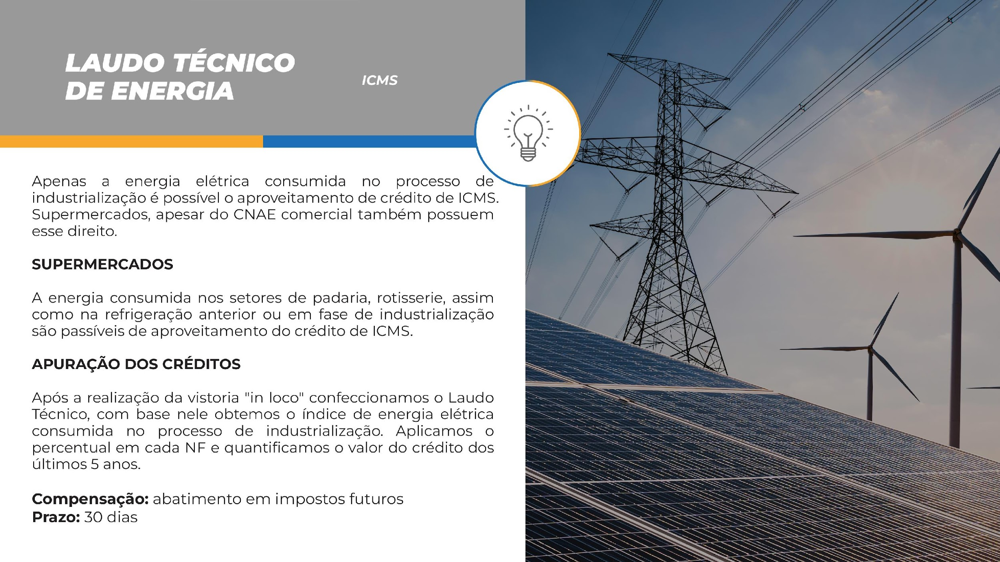 LAUDO TÉCNICO
DE ENERGIA
ICMS
Apenas a energia elétrica consumida no processo de
industrialização é possível o aproveitamento de crédito de ICMS.
Supermercados, apesar do CNAE comercial também possuem
esse direito.
SUPERMERCADOS
A energia consumida nos setores de padaria, rotisserie, assim
como na refrigeração anterior ou em fase de industrialização
são passíveis de aproveitamento do crédito de ICMS.
APURAÇÃO DOS CRÉDITOS
Após a realização da vistoria "in loco" confeccionamos o Laudo
Técnico, com base nele obtemos o índice de energia elétrica
consumida no processo de industrialização. Aplicamos o
percentual em cada NF e quantificamos o valor do crédito dos
últimos 5 anos.
Compensação: abatimento em impostos futuros
Prazo: 30 dias